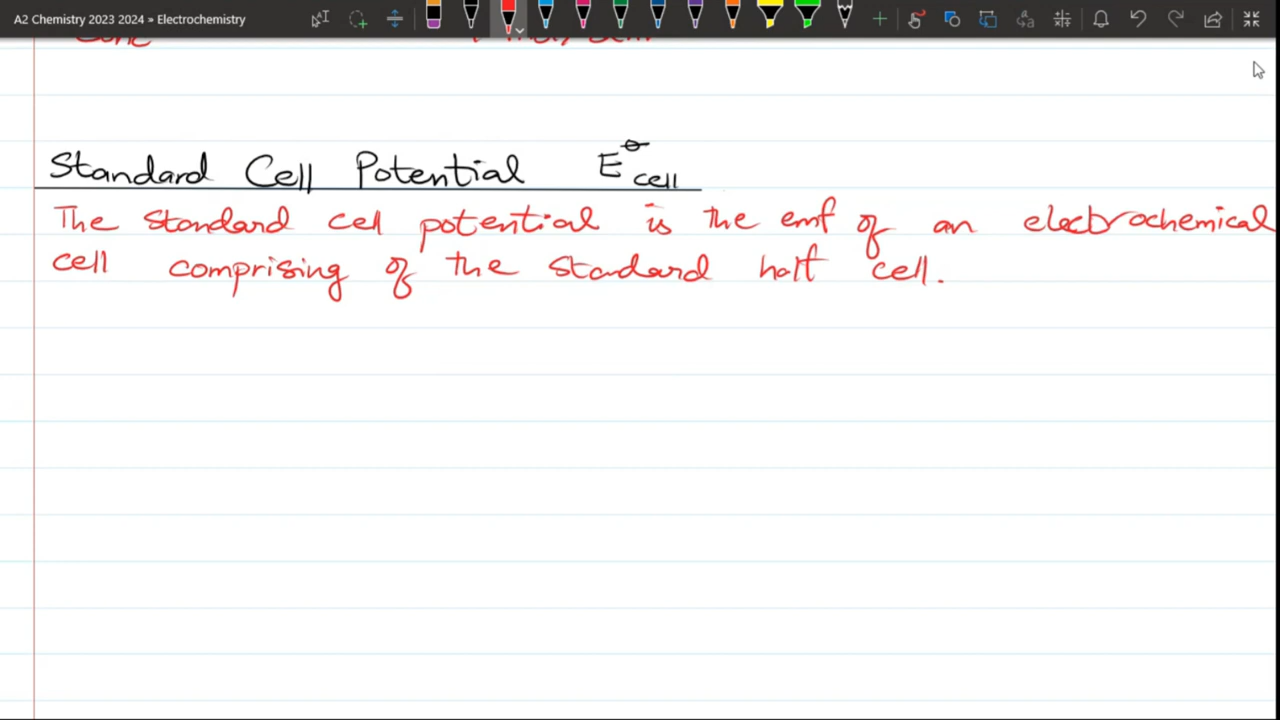 A2 Chemistry 2023 2024 » Electrochemistry
Standard Cell Potential E⦵cell
The standard cell potential is the emf of an electrochemical
cell comprising of the standard half cell.